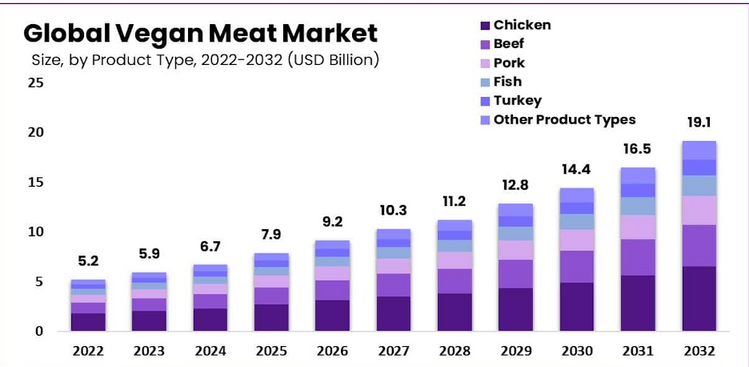 Global Vegan Meat Market
Size, by Product Type, 2022-2032 (USD Billion)
Chicken
Beef
Pork
Fish
Turkey
Other Product Types
25
20
15
10
5
0
5.2
5.9
6.7
7.9
9.2
10.3
11.2
12.8
14.4
16.5
19.1
2022 2023 2024 2025 2026 2027 2028 2029 2030 2031 2032